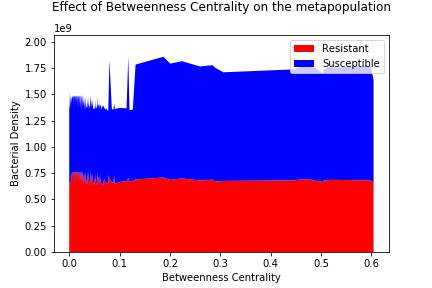 Effect of Betweenness Centrality on the metapopulation
1e9
Resistant
Susceptible
2.00
1.75
1.50
1.25
1.00
0.75
0.50
0.25
0.00
Bacterial Density
0.0 0.1 0.2 0.3 0.4 0.5 0.6
Betweenness Centrality